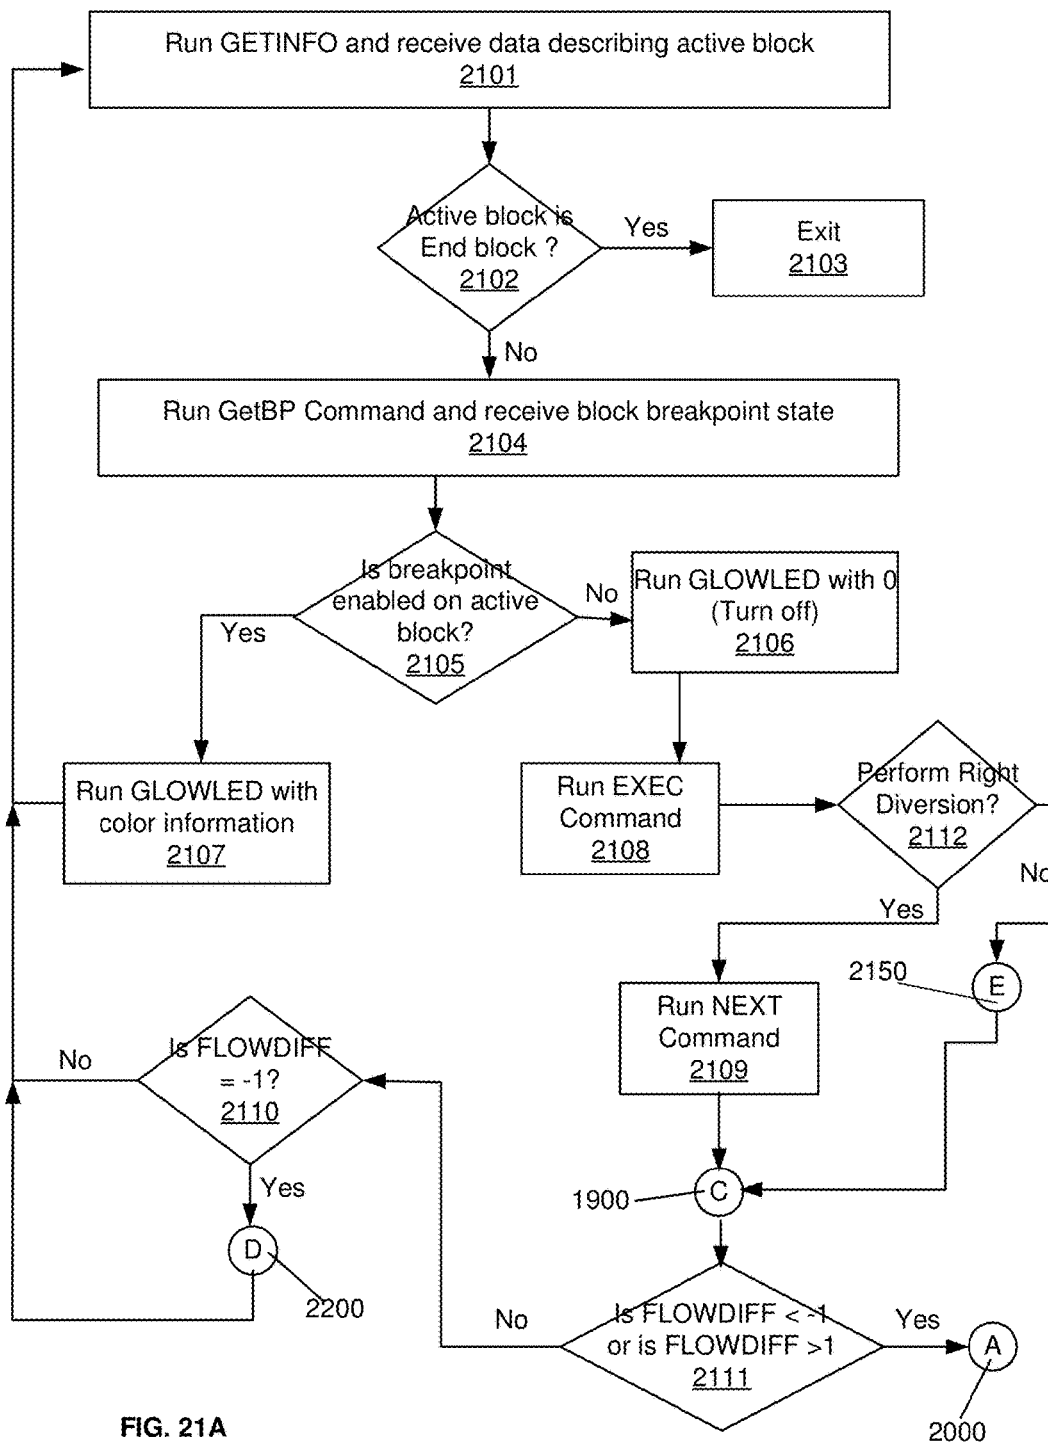 Run GETINFO and receive data describing active block
2101
Active block is
End block ?
2102
Yes
Exit
2103
No
Run GetBP Command and receive block breakpoint state
2104
Is breakpoint
enabled on active
block?
2105
Yes
No
Run GLOWLED with 0
(Turn off)
2106
Run GLOWLED with
color information
2107
Run EXEC
Command
2108
Perform Right
Diversion?
2112
No
Yes
2150
E
Run NEXT
Command
2109
Is FLOWDIFF
= -1?
2110
No
Yes
1900
C
D
2200
Is FLOWDIFF < -1
or is FLOWDIFF >1
2111
No
Yes
A
2000
FIG. 21A